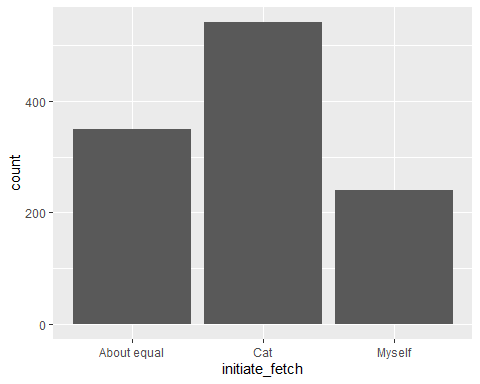 count
400
200
0
About equal
Cat
Myself
initiate_fetch